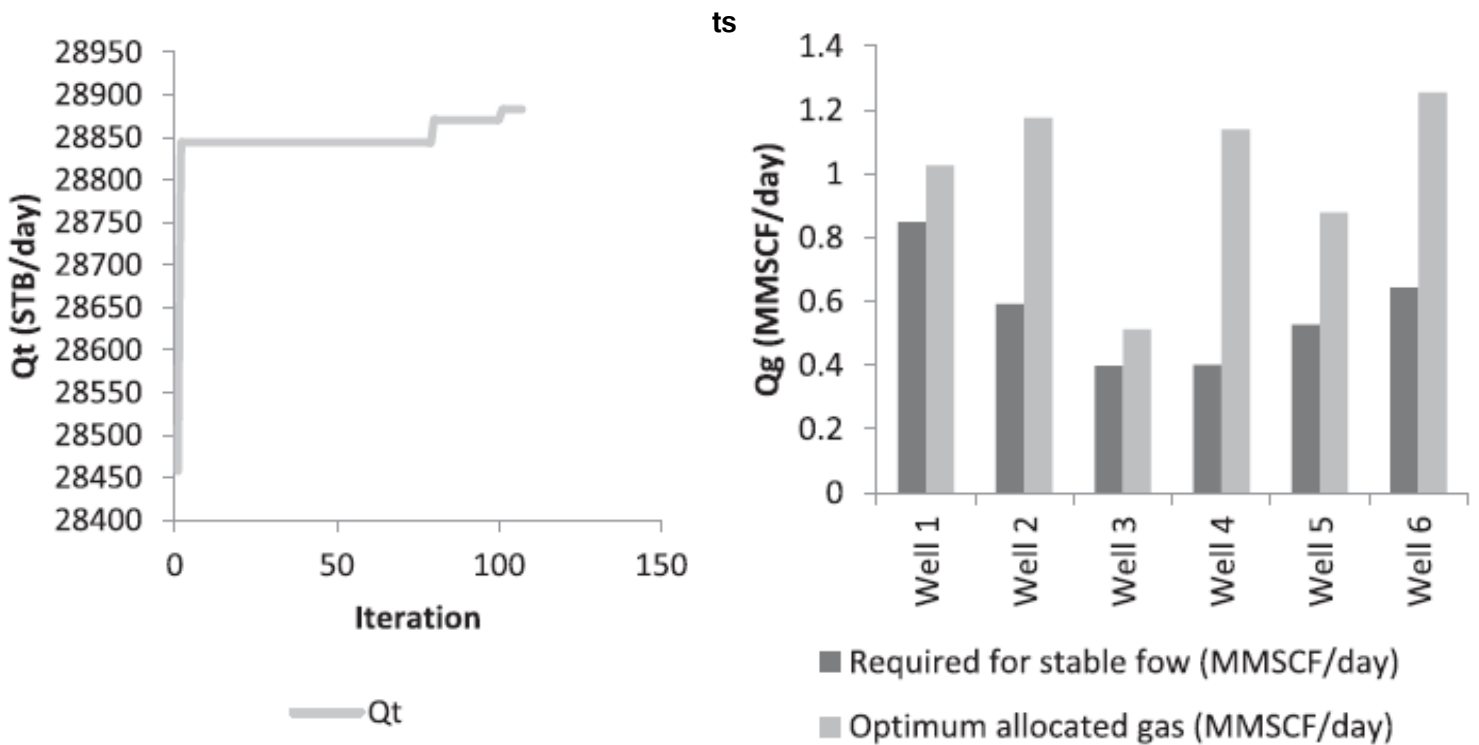 ts
28950
28900
28850
28800
28750
28700
28650
28600
28550
28500
28450
28400
Qt (STB/day)
0 50 100 150
Iteration
Qt
1.4
1.2
1
0.8
0.6
0.4
0.2
0
Qg (MMSCF/day)
Well 1
Well 2
Well 3
Well 4
Well 5
Well 6
Required for stable fow (MMSCF/day)
Optimum allocated gas (MMSCF/day)